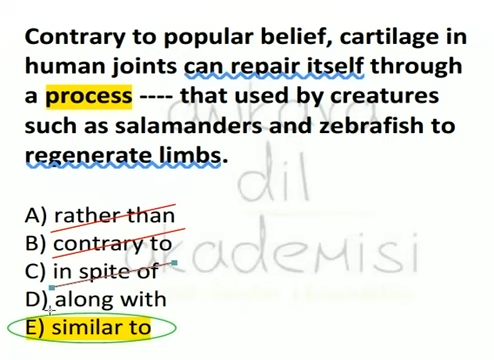 Contrary to popular belief, cartilage in
human joints can repair itself through
a process ---- that used by creatures
such as salamanders and zebrafish to
regenerate limbs.
A) rather than
B) contrary to
C) in spite of
D) along with
E) similar to
ankara
dil
akademisi